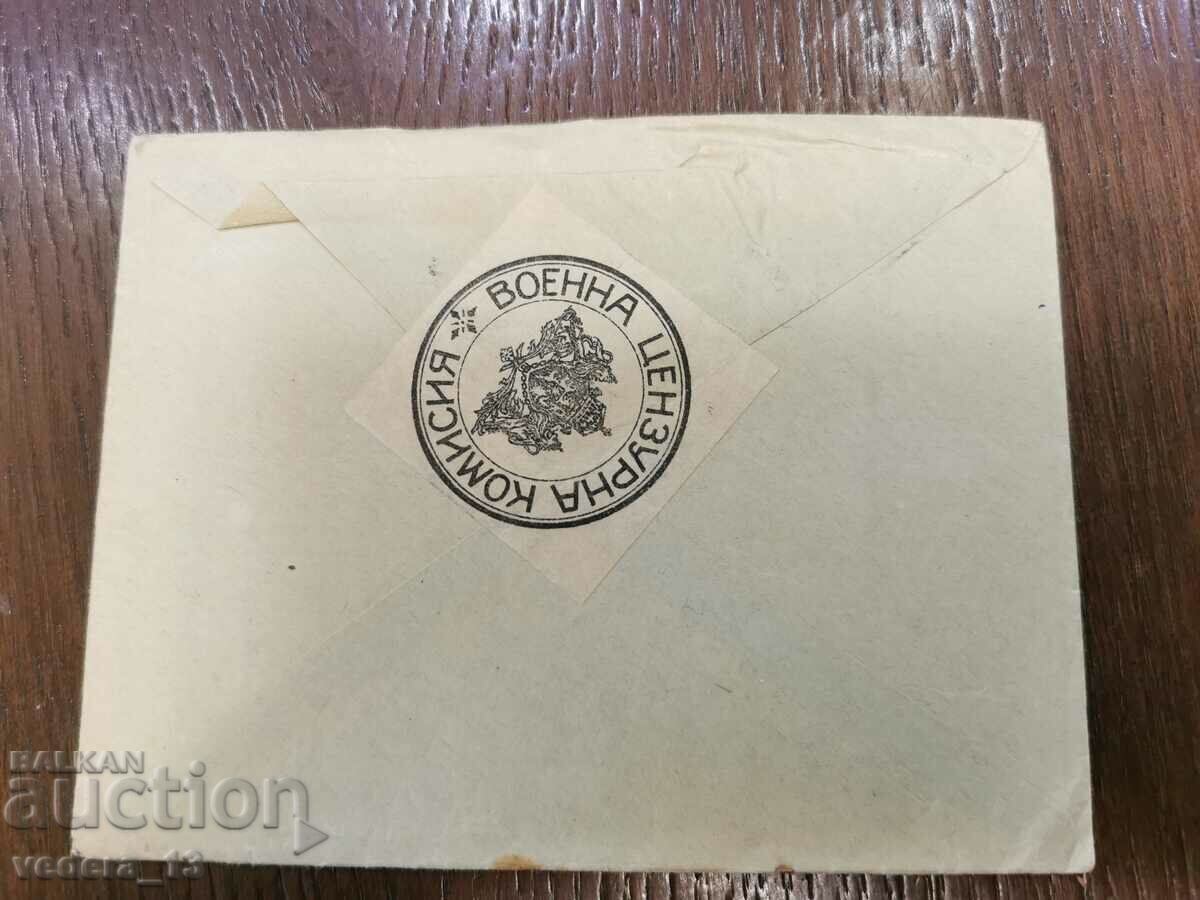 ВОЕННА ЦЕНЗУРНА КОМИСИЯ
BALKAN
auction
vedera_13